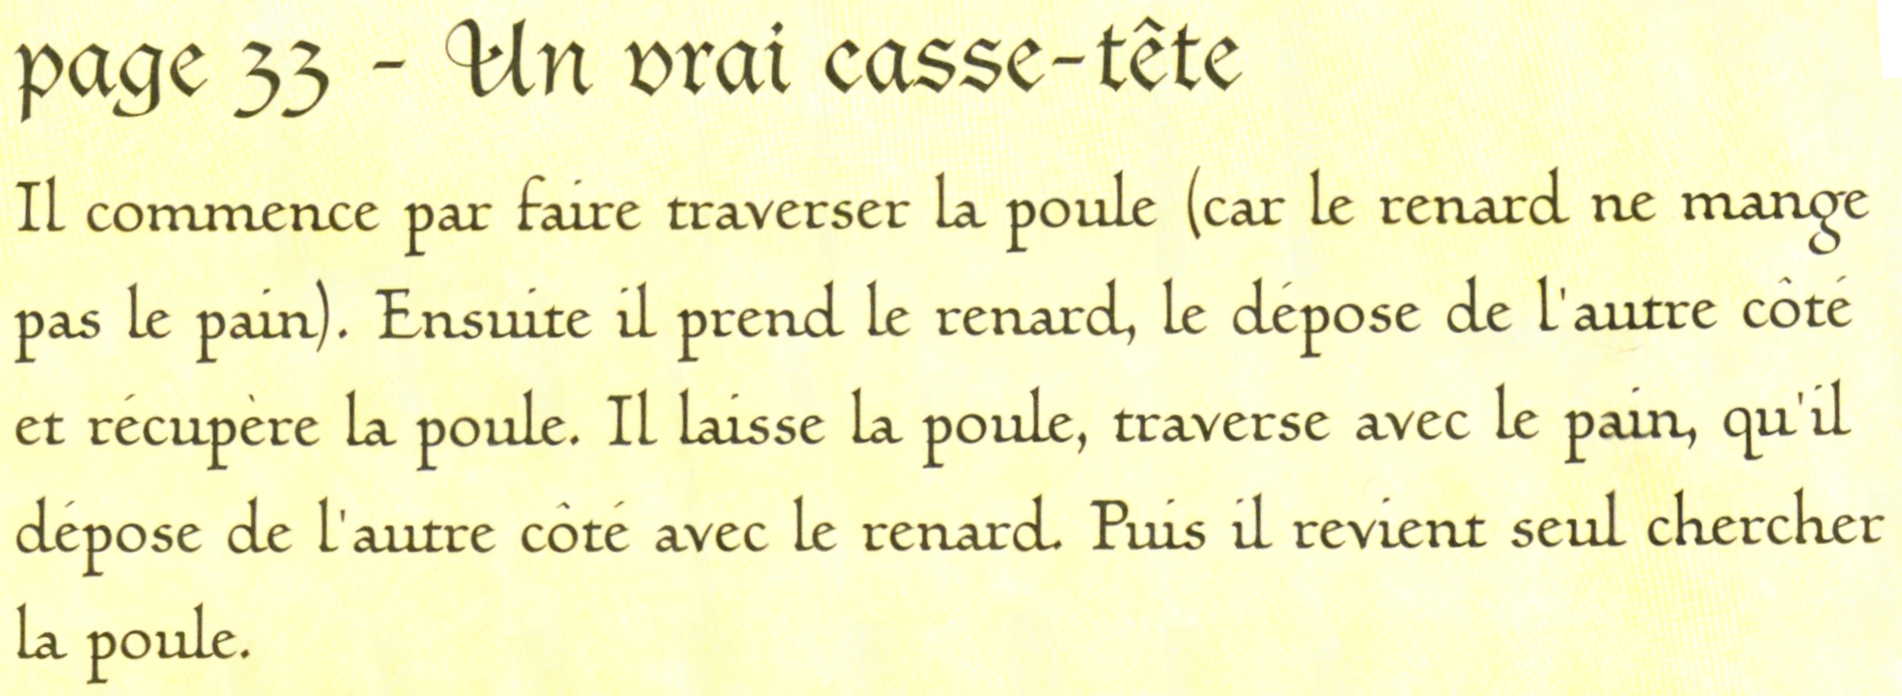 page 33 - Un vrai casse-tête
Il commence par faire traverser la poule (car le renard ne mange
pas le pain). Ensuite il prend le renard, le dépose de l'autre côté
et récupère la poule. Il laisse la poule, traverse avec le pain, qu'il
dépose de l'autre côté avec le renard. Puis il revient seul chercher
la poule.